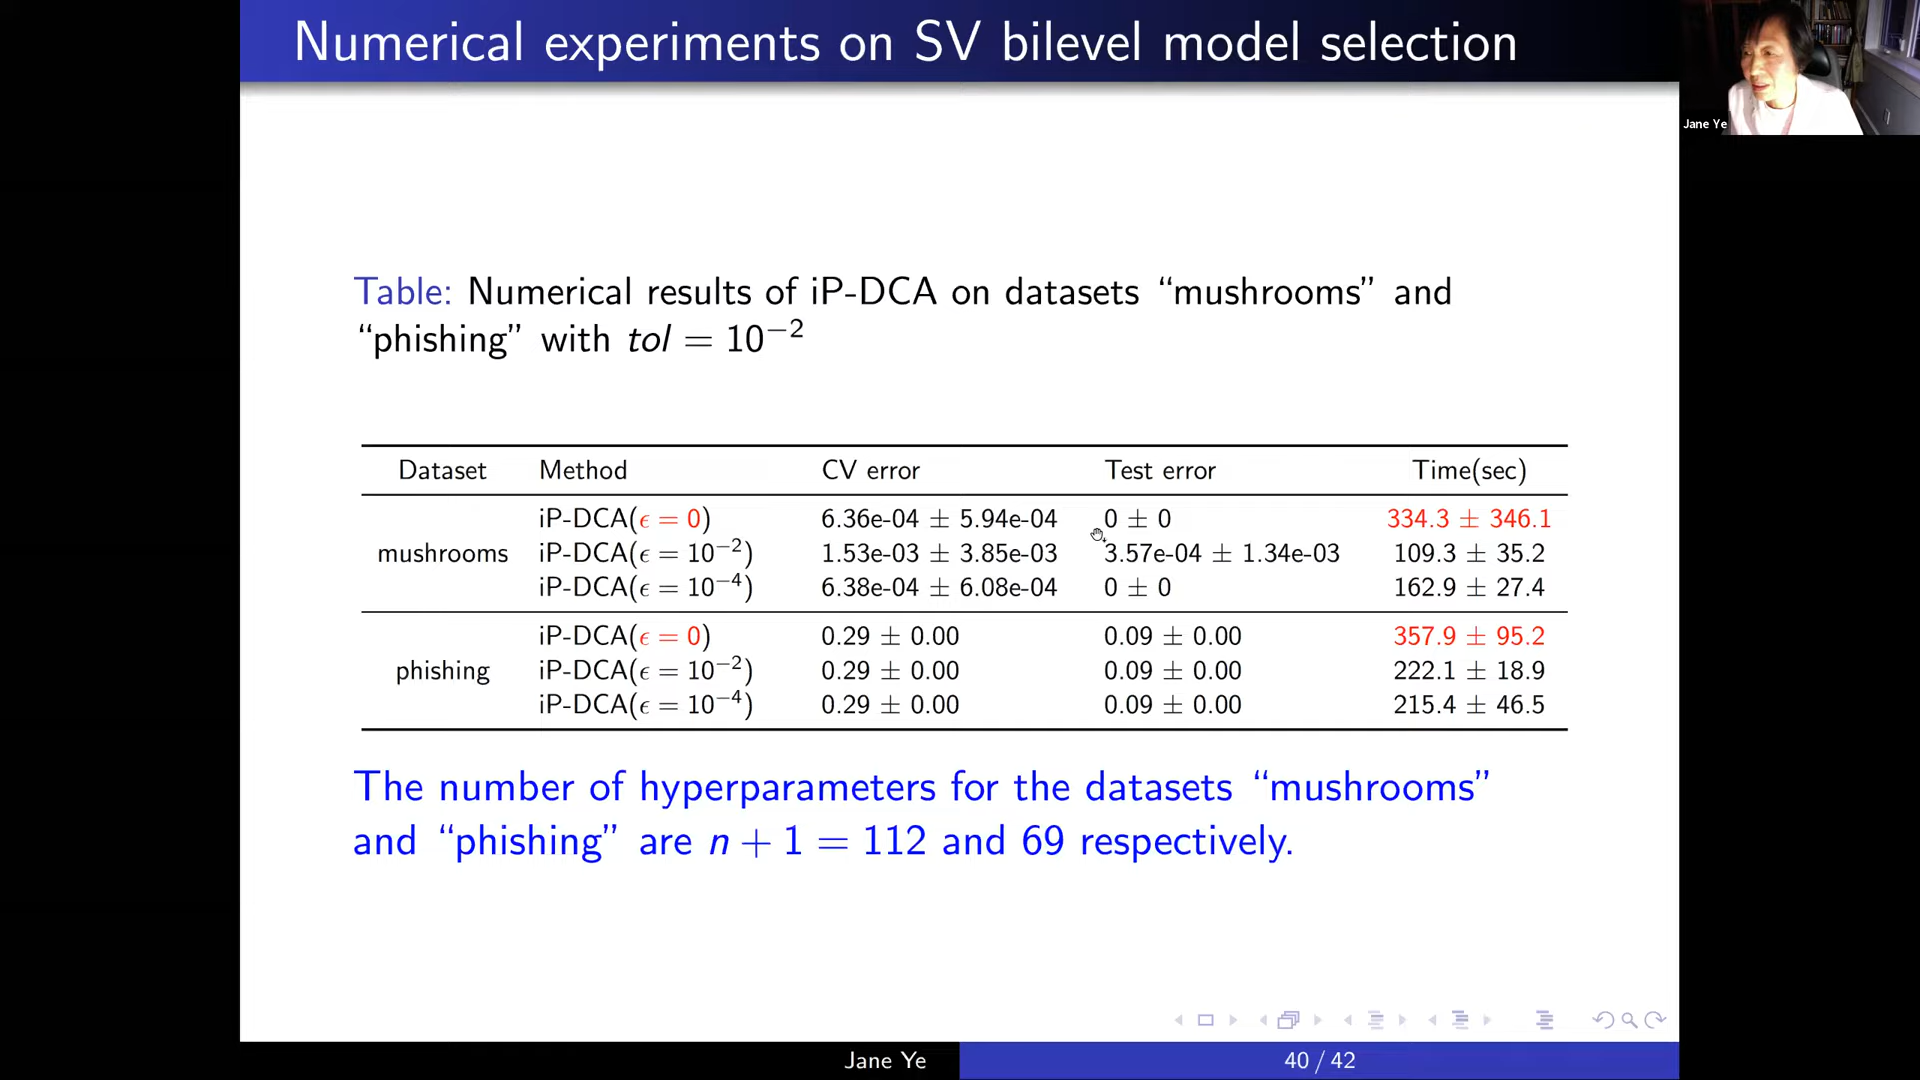 Numerical experiments on SV bilevel model selection
Jane Ye
Table: Numerical results of iP-DCA on datasets “mushrooms” and
“phishing” with tol = 10⁻²
Dataset Method CV error Test error Time(sec)
iP-DCA(ϵ = 0) 6.36e-04 ± 5.94e-04 0 ± 0 334.3 ± 346.1
mushrooms iP-DCA(ϵ = 10⁻²) 1.53e-03 ± 3.85e-03 3.57e-04 ± 1.34e-03 109.3 ± 35.2
iP-DCA(ϵ = 10⁻⁴) 6.38e-04 ± 6.08e-04 0 ± 0 162.9 ± 27.4
iP-DCA(ϵ = 0) 0.29 ± 0.00 0.09 ± 0.00 357.9 ± 95.2
phishing iP-DCA(ϵ = 10⁻²) 0.29 ± 0.00 0.09 ± 0.00 222.1 ± 18.9
iP-DCA(ϵ = 10⁻⁴) 0.29 ± 0.00 0.09 ± 0.00 215.4 ± 46.5
The number of hyperparameters for the datasets “mushrooms”
and “phishing” are n + 1 = 112 and 69 respectively.
Jane Ye 40 / 42